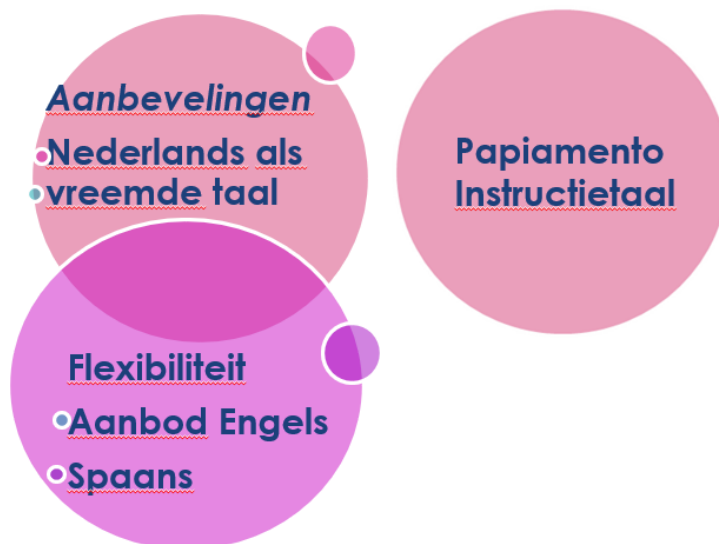 Aanbevelingen
Nederlands als
vreemde taal
Papiamento
Instructietaal
Flexibiliteit
Aanbod Engels
Spaans